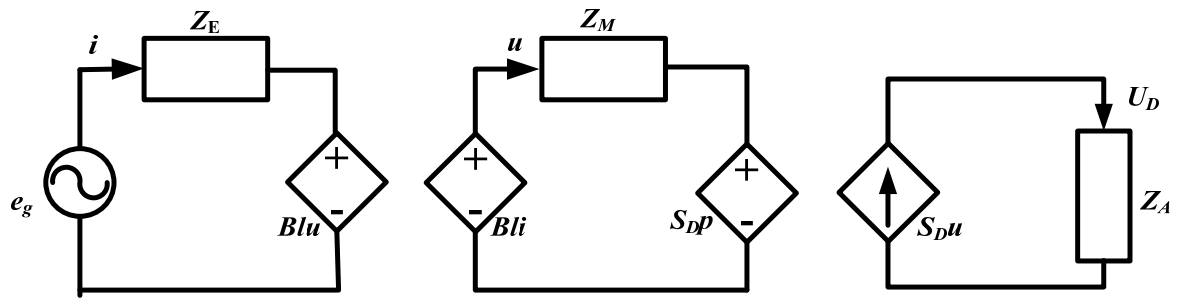 i
Z_E
u
Z_M
U_D
e_g
+
-
Blu
+
-
Bli
+
-
S_Dp
S_Du
Z_A